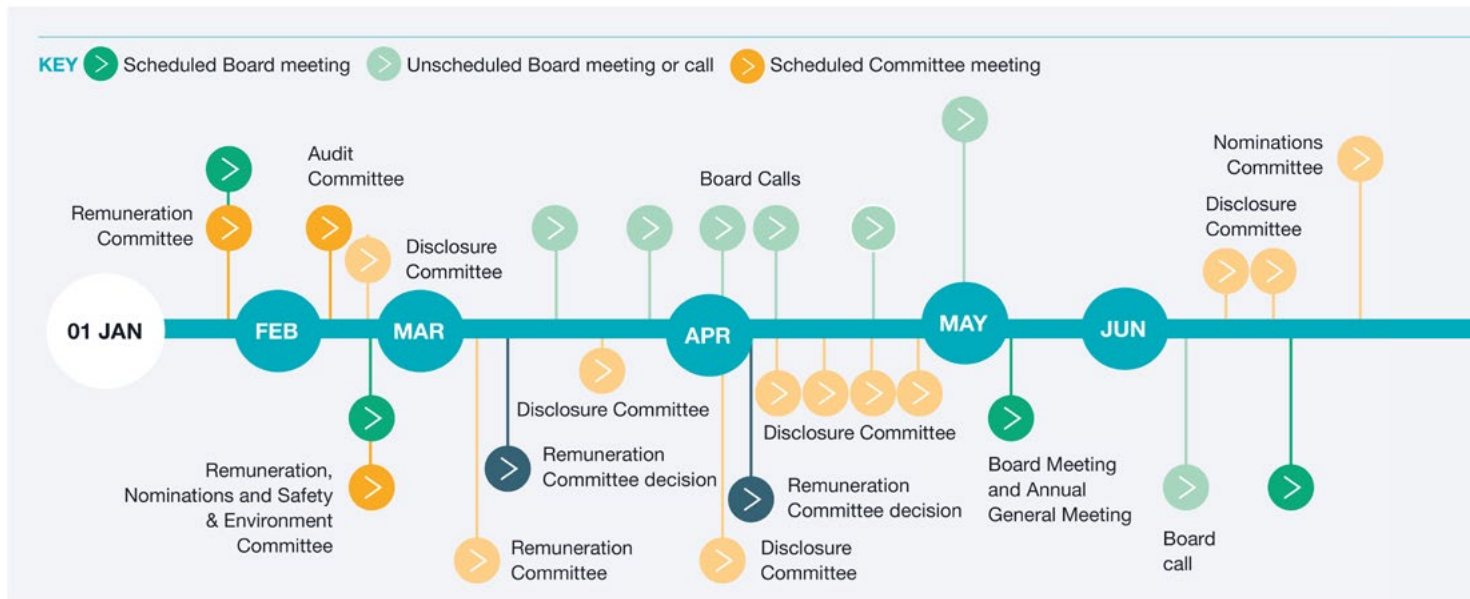 KEY Scheduled Board meeting Unscheduled Board meeting or call Scheduled Committee meeting
Remuneration
Committee
Audit
Committee
Disclosure
Committee
Board Calls
Nominations
Committee
Disclosure
Committee
01 JAN
FEB
MAR
APR
MAY
JUN
Remuneration,
Nominations and Safety
& Environment
Committee
Disclosure Committee
Remuneration
Committee decision
Remuneration
Committee
Disclosure Committee
Remuneration
Committee decision
Disclosure
Committee
Board Meeting
and Annual
General Meeting
Board
call